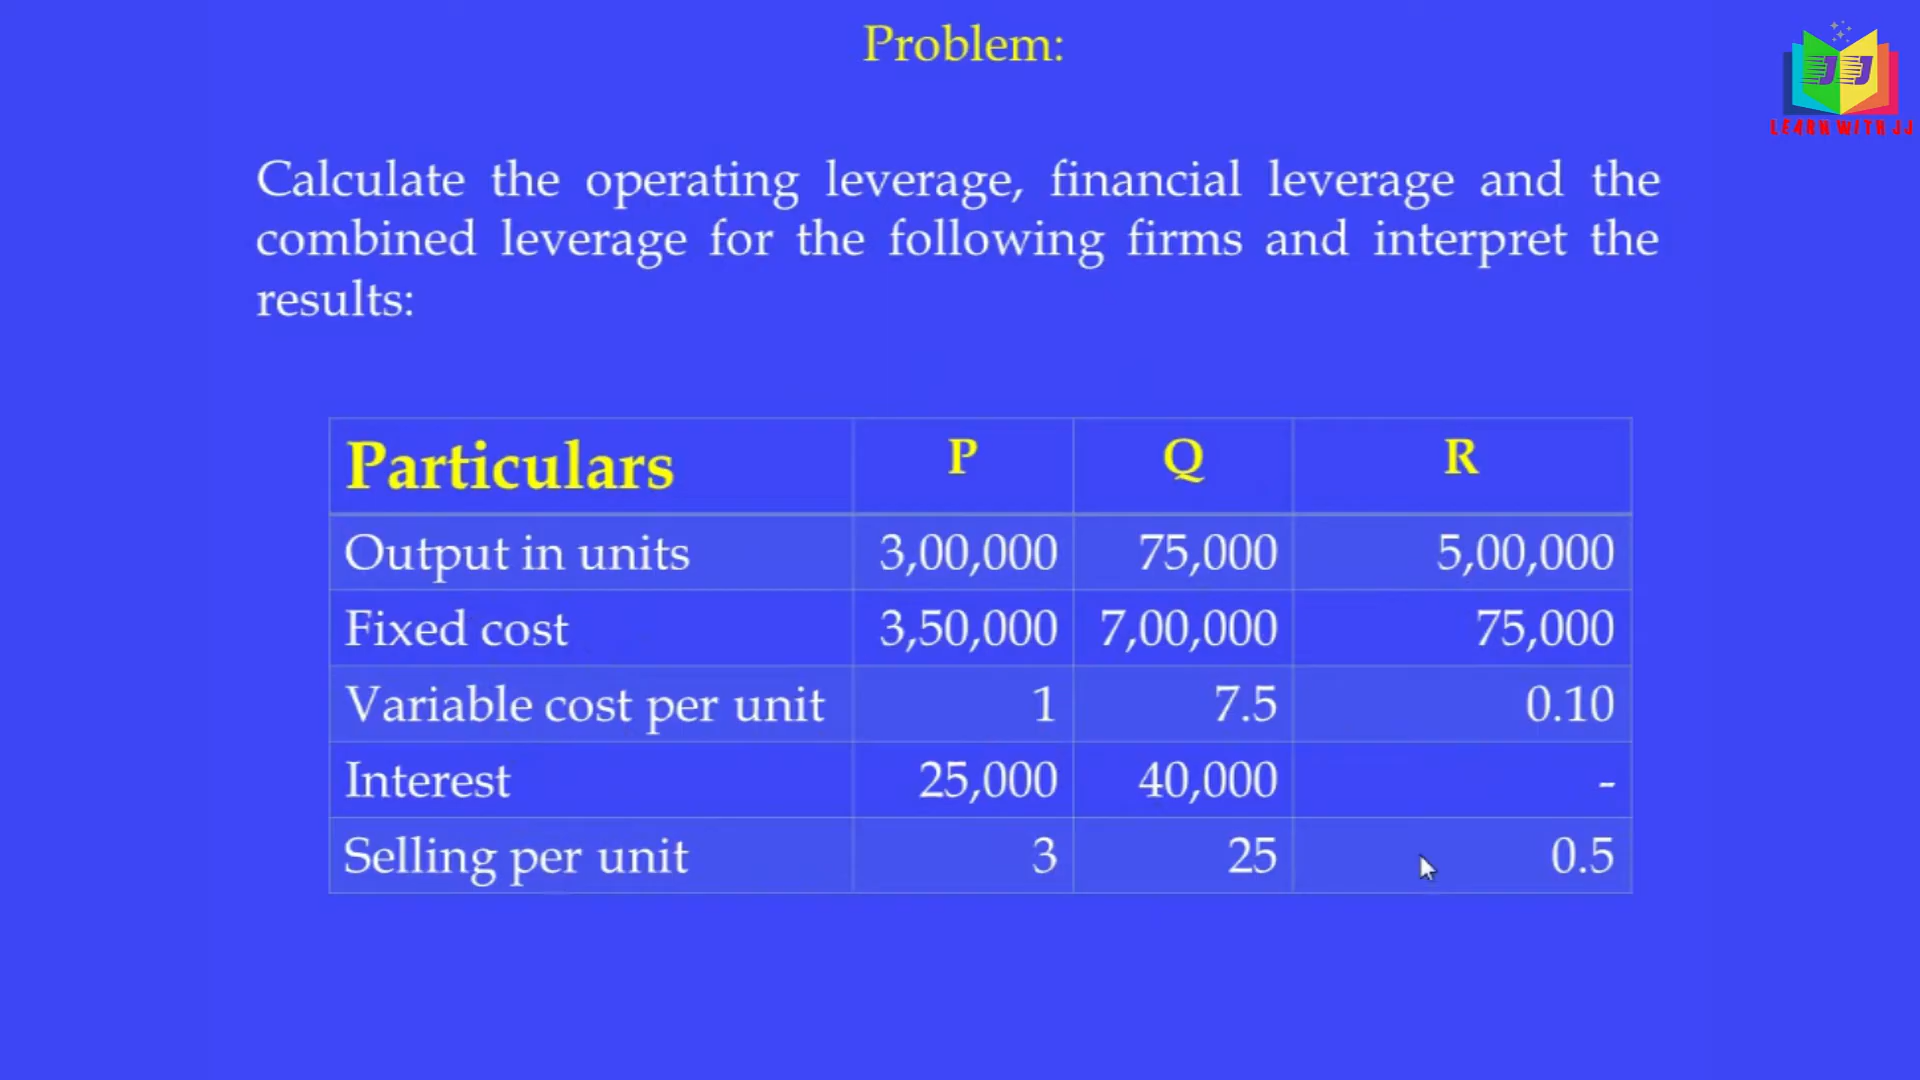 Problem:
LEARN WITH JJ
Calculate the operating leverage, financial leverage and the
combined leverage for the following firms and interpret the
results:
Particulars P Q R
Output in units 3,00,000 75,000 5,00,000
Fixed cost 3,50,000 7,00,000 75,000
Variable cost per unit 1 7.5 0.10
Interest 25,000 40,000 -
Selling per unit 3 25 0.5